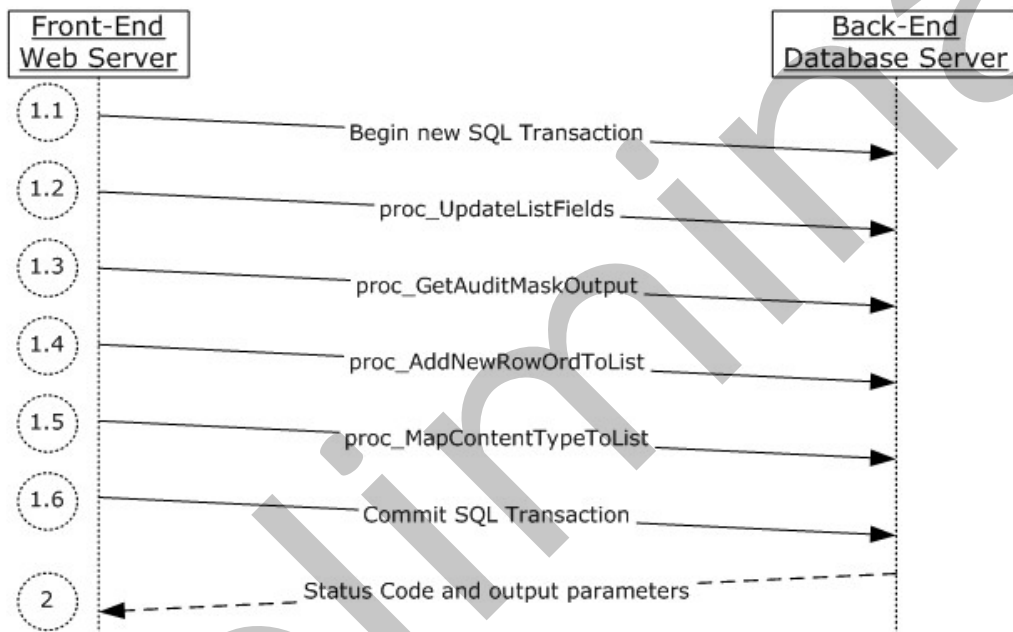 Front-End
Web Server
Back-End
Database Server
1.1
Begin new SQL Transaction
1.2
proc_UpdateListFields
1.3
proc_GetAuditMaskOutput
1.4
proc_AddNewRowOrdToList
1.5
proc_MapContentTypeToList
1.6
Commit SQL Transaction
2
Status Code and output parameters
elimina